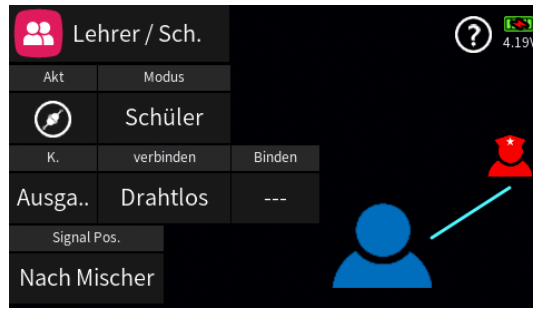 Lehrer / Sch.
?
4.19V
Akt Modus
Schüler
K. verbinden Binden
Ausga.. Drahtlos ---
Signal Pos.
Nach Mischer